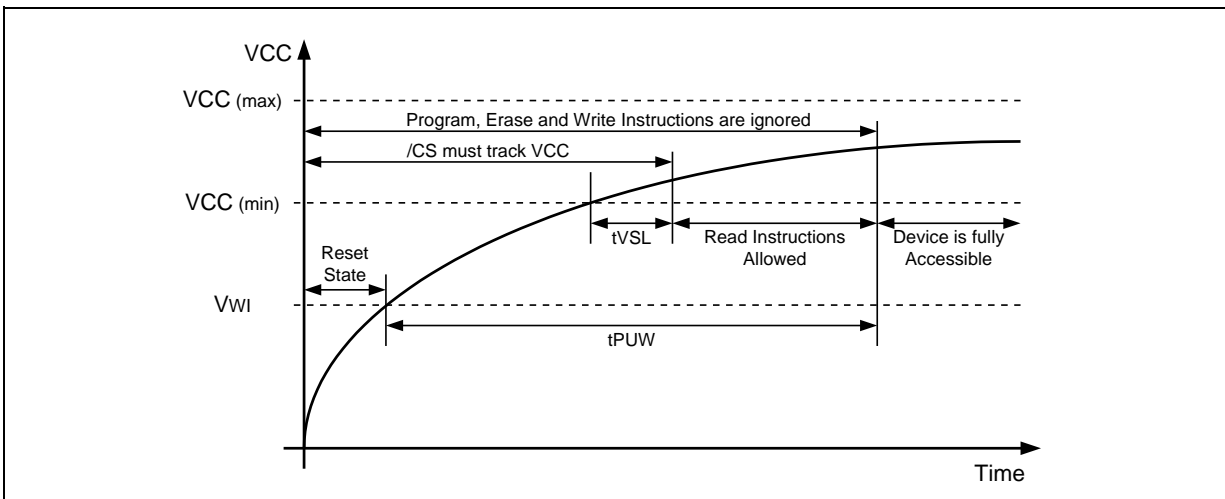 VCC
VCC (max)
Program, Erase and Write Instructions are ignored
/CS must track VCC
VCC (min)
tVSL
Read Instructions
Allowed
Device is fully
Accessible
Reset
State
VWI
tPUW
Time